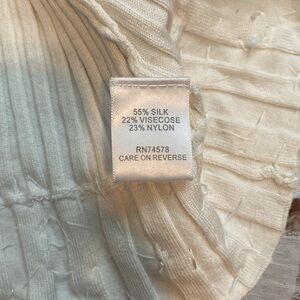 55% SILK
22% VISECOSE
23% NYLON
RN74578
CARE ON REVERSE